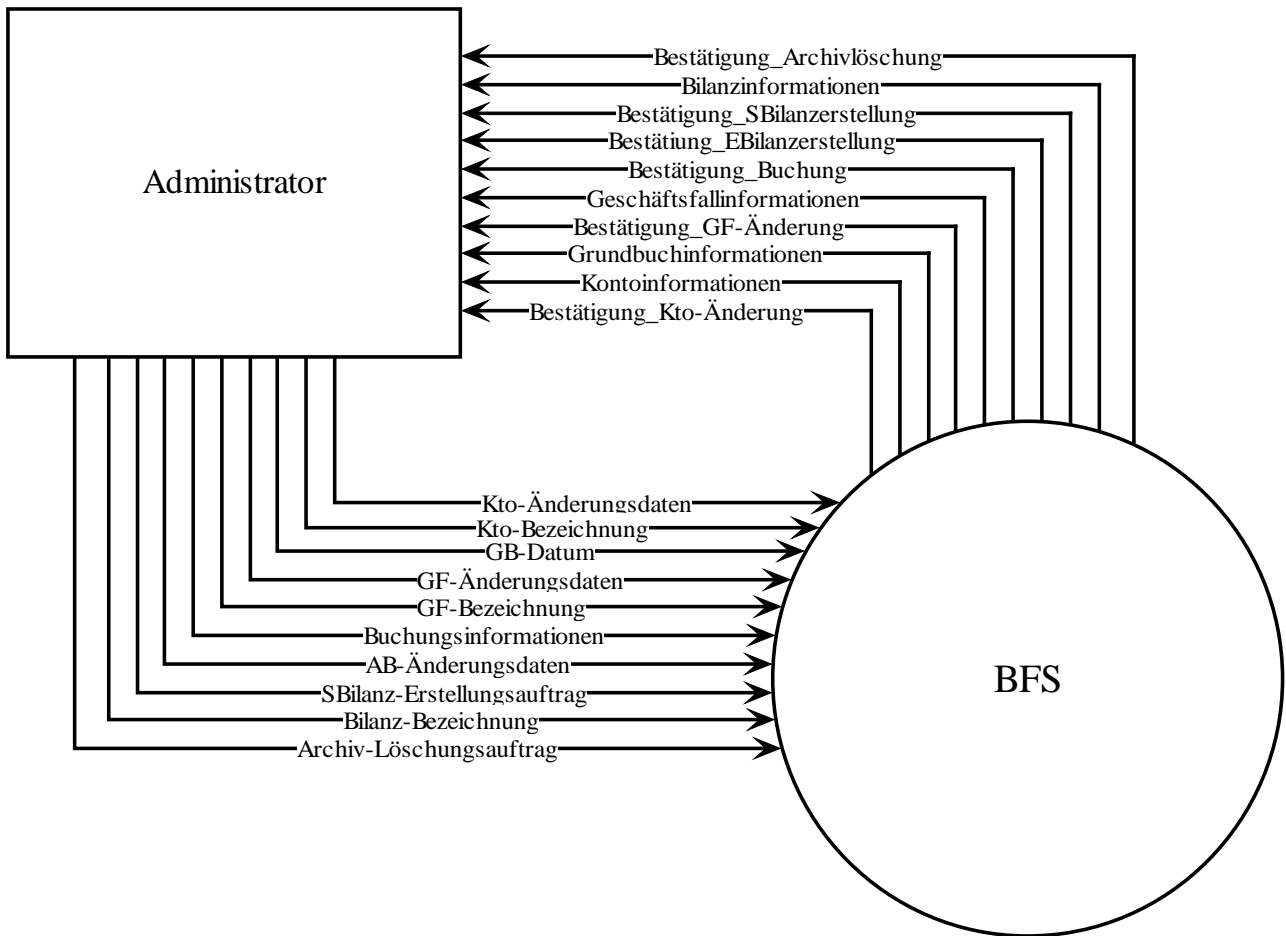 Bestätigung_Archivlöschung
Bilanzinformationen
Bestätigung_SBilanzerstellung
Bestätiung_EBilanzerstellung
Bestätigung_Buchung
Administrator
Geschäftsfallinformationen
Bestätigung_GF-Änderung
Grundbuchinformationen
Kontoinformationen
Bestätigung_Kto-Änderung
Kto-Änderungsdaten
Kto-Bezeichnung
GB-Datum
GF-Änderungsdaten
GF-Bezeichnung
Buchungsinformationen
AB-Änderungsdaten
BFS
SBilanz-Erstellungsauftrag
Bilanz-Bezeichnung
Archiv-Löschungsauftrag